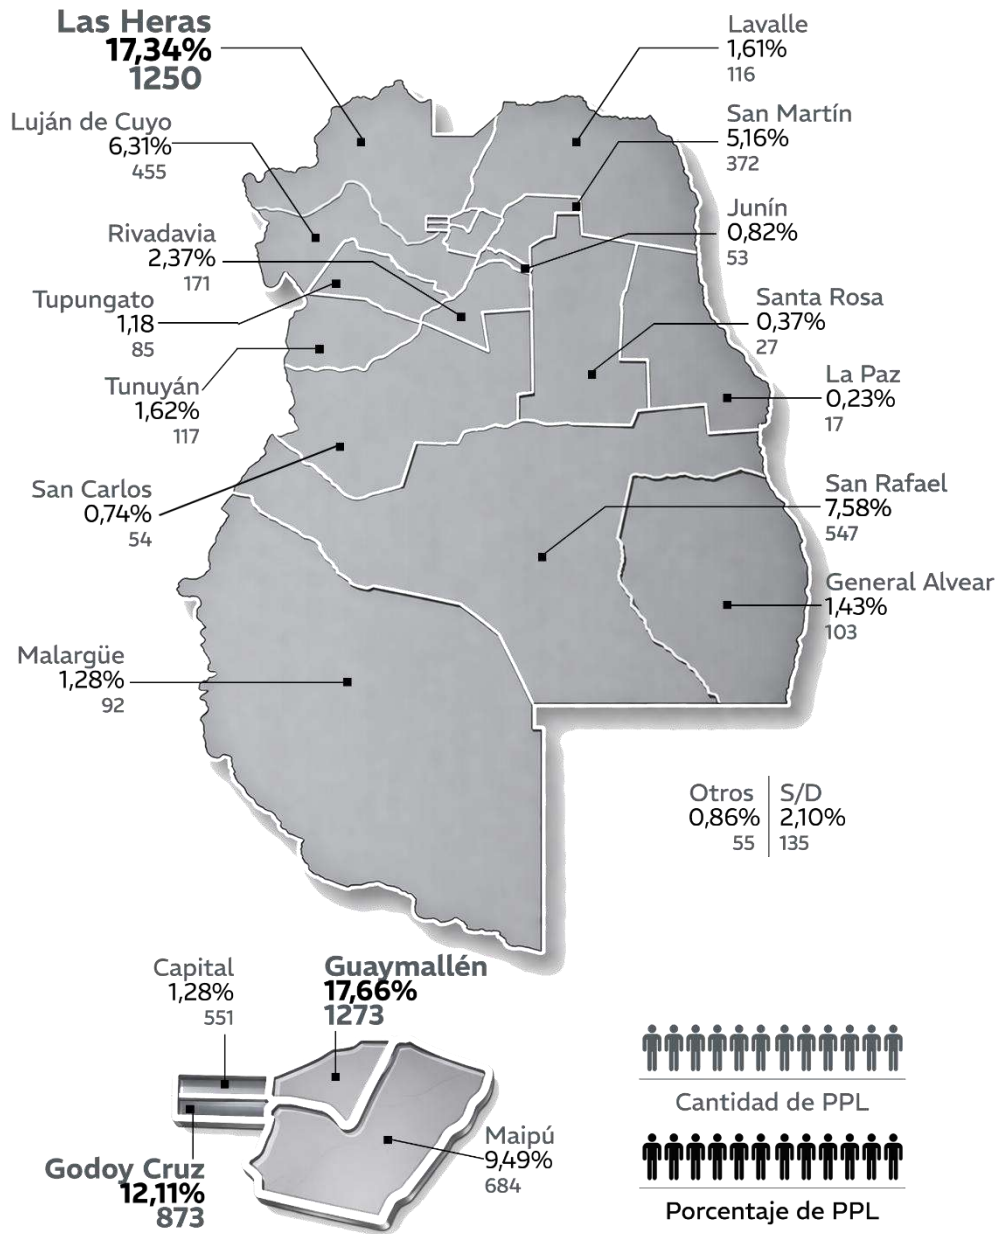 Las Heras
17,34%
1250
Lavalle
1,61%
116
Luján de Cuyo
6,31%
455
San Martín
5,16%
372
Rivadavia
2,37%
171
Junín
0,82%
53
Tupungato
1,18
85
Santa Rosa
0,37%
27
Tunuyán
1,62%
117
La Paz
0,23%
17
San Carlos
0,74%
54
San Rafael
7,58%
547
General Alvear
1,43%
103
Malargüe
1,28%
92
Otros
0,86%
55
S/D
2,10%
135
Capital
1,28%
551
Guaymallén
17,66%
1273
Godoy Cruz
12,11%
873
Maipú
9,49%
684
Cantidad de PPL
Porcentaje de PPL